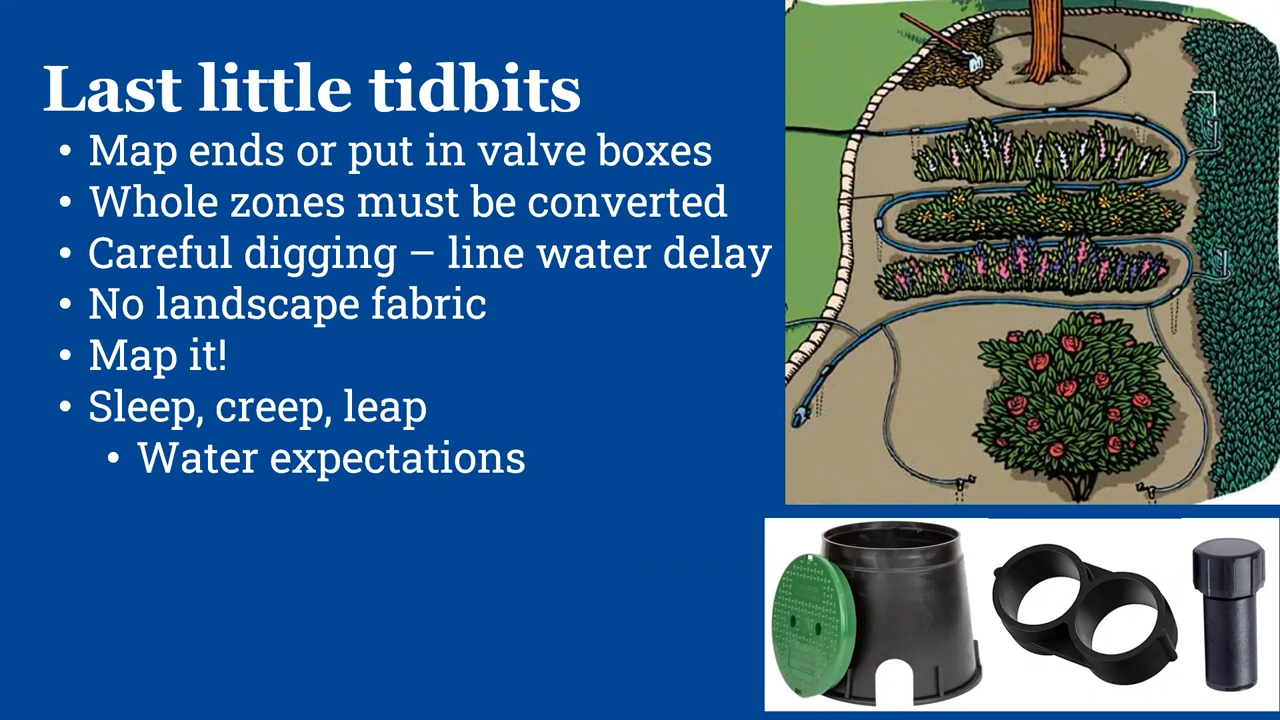 Last little tidbits
• Map ends or put in valve boxes
• Whole zones must be converted
• Careful digging – line water delay
• No landscape fabric
• Map it!
• Sleep, creep, leap
• Water expectations